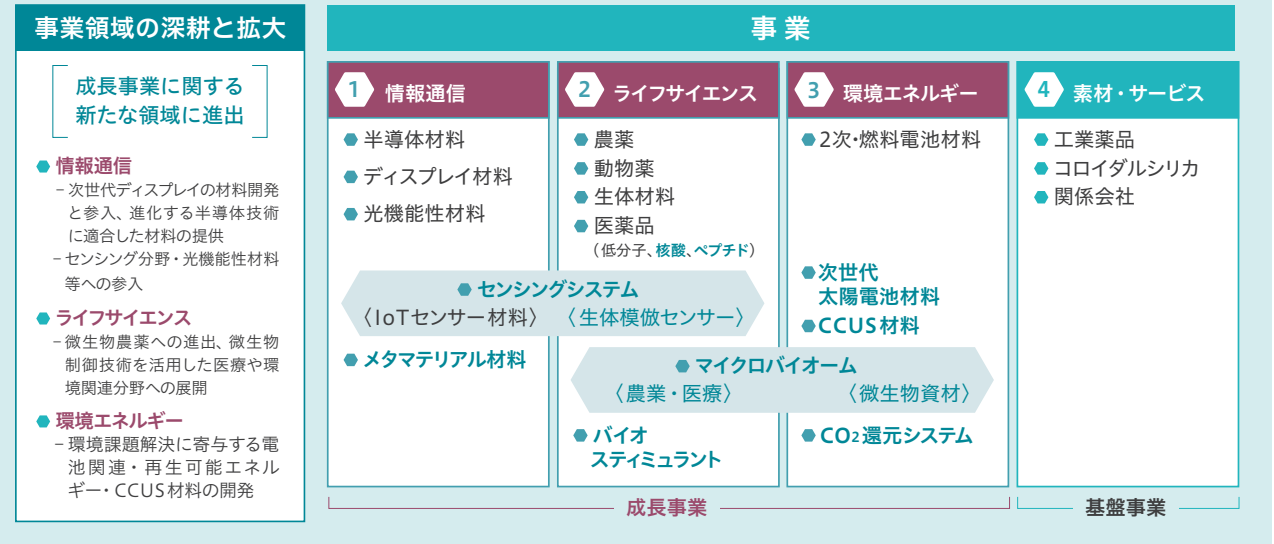 事業領域の深耕と拡大
成長事業に関する
新たな領域に進出
情報通信
－次世代ディスプレイの材料開発
と参入、進化する半導体技術
に適合した材料の提供
－センシング分野・光機能性材料
等への参入
ライフサイエンス
－微生物農薬への進出、微生物
制御技術を活用した医療や環
境関連分野への展開
環境エネルギー
－環境課題解決に寄与する電
池関連・再生可能エネル
ギー・CCUS材料の開発
事業
1 情報通信
半導体材料
ディスプレイ材料
光機能性材料
2 ライフサイエンス
農薬
動物薬
生体材料
医薬品
（低分子、核酸、ペプチド）
3 環境エネルギー
2次・燃料電池材料
次世代
太陽電池材料
CCUS材料
4 素材・サービス
工業薬品
コロイダルシリカ
関係会社
センシングシステム
〈IoTセンサー材料〉〈生体模倣センサー〉
メタマテリアル材料
マイクロバイオーム
〈農業・医療〉 〈微生物資材〉
バイオ
スティミュラント
CO2還元システム
成長事業
基盤事業